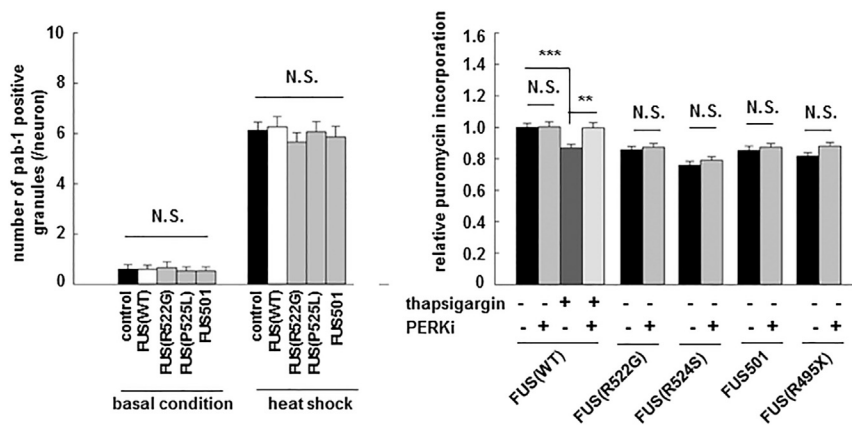 number of pab-1 positive
granules (/neuron)
10
8
6
4
2
0
N.S.
N.S.
control
FUS(WT)
FUS(R522G)
FUS(P525L)
FUS501
control
FUS(WT)
FUS(R522G)
FUS(P525L)
FUS501
basal condition
heat shock
relative puromycin incorporation
1.6
1.4
1.2
1.0
0.8
0.6
0.4
0.2
0
***
N.S.
**
N.S.
N.S.
N.S.
N.S.
thapsigargin - - + + - - - - - - - -
PERKi - + - + - + - + - + - +
FUS(WT)
FUS(R522G)
FUS(R524S)
FUS501
FUS(R495X)